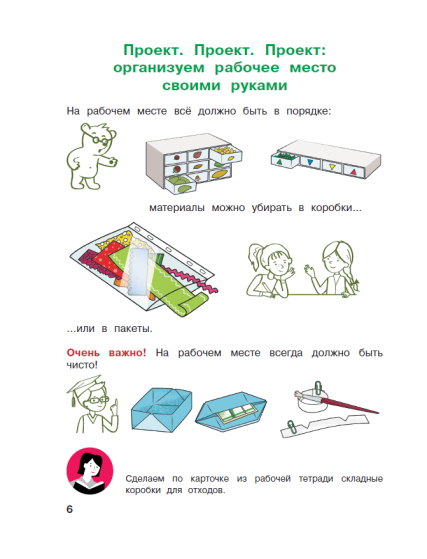 Проект. Проект. Проект:
организуем рабочее место
своими руками
На рабочем месте всё должно быть в порядке:
материалы можно убирать в коробки...
...или в пакеты.
Очень важно! На рабочем месте всегда должно быть
чисто!
Сделаем по карточке из рабочей тетради складные
коробки для отходов.
6